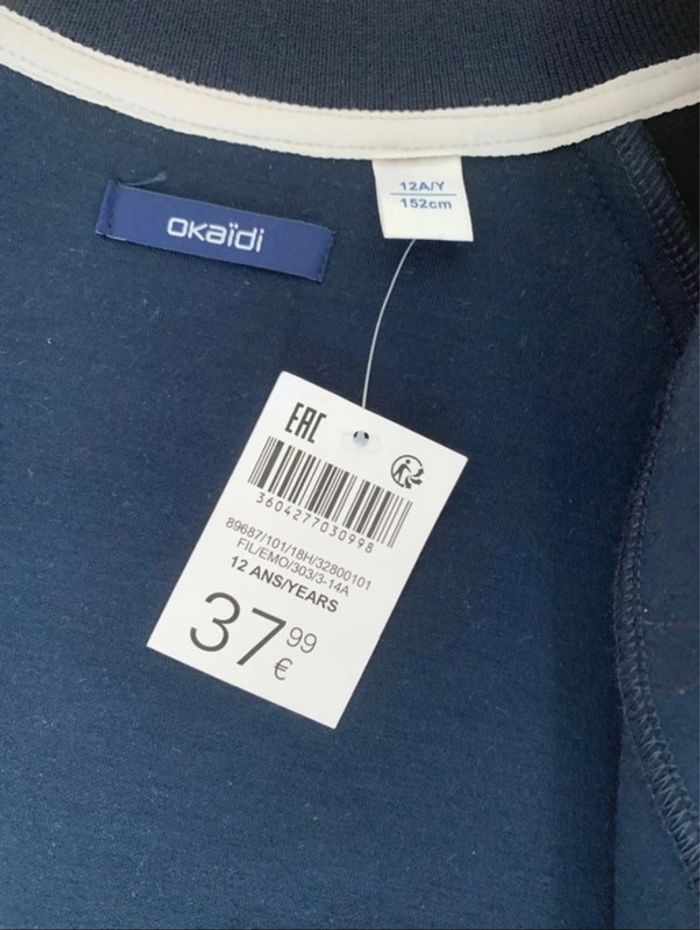 12A/Y
152cm
OKAÏDI
EAC
3604277030998
89687/101/18H/32800101
FIL/EMO/303/3-14A
12 ANS/YEARS
37 99
€